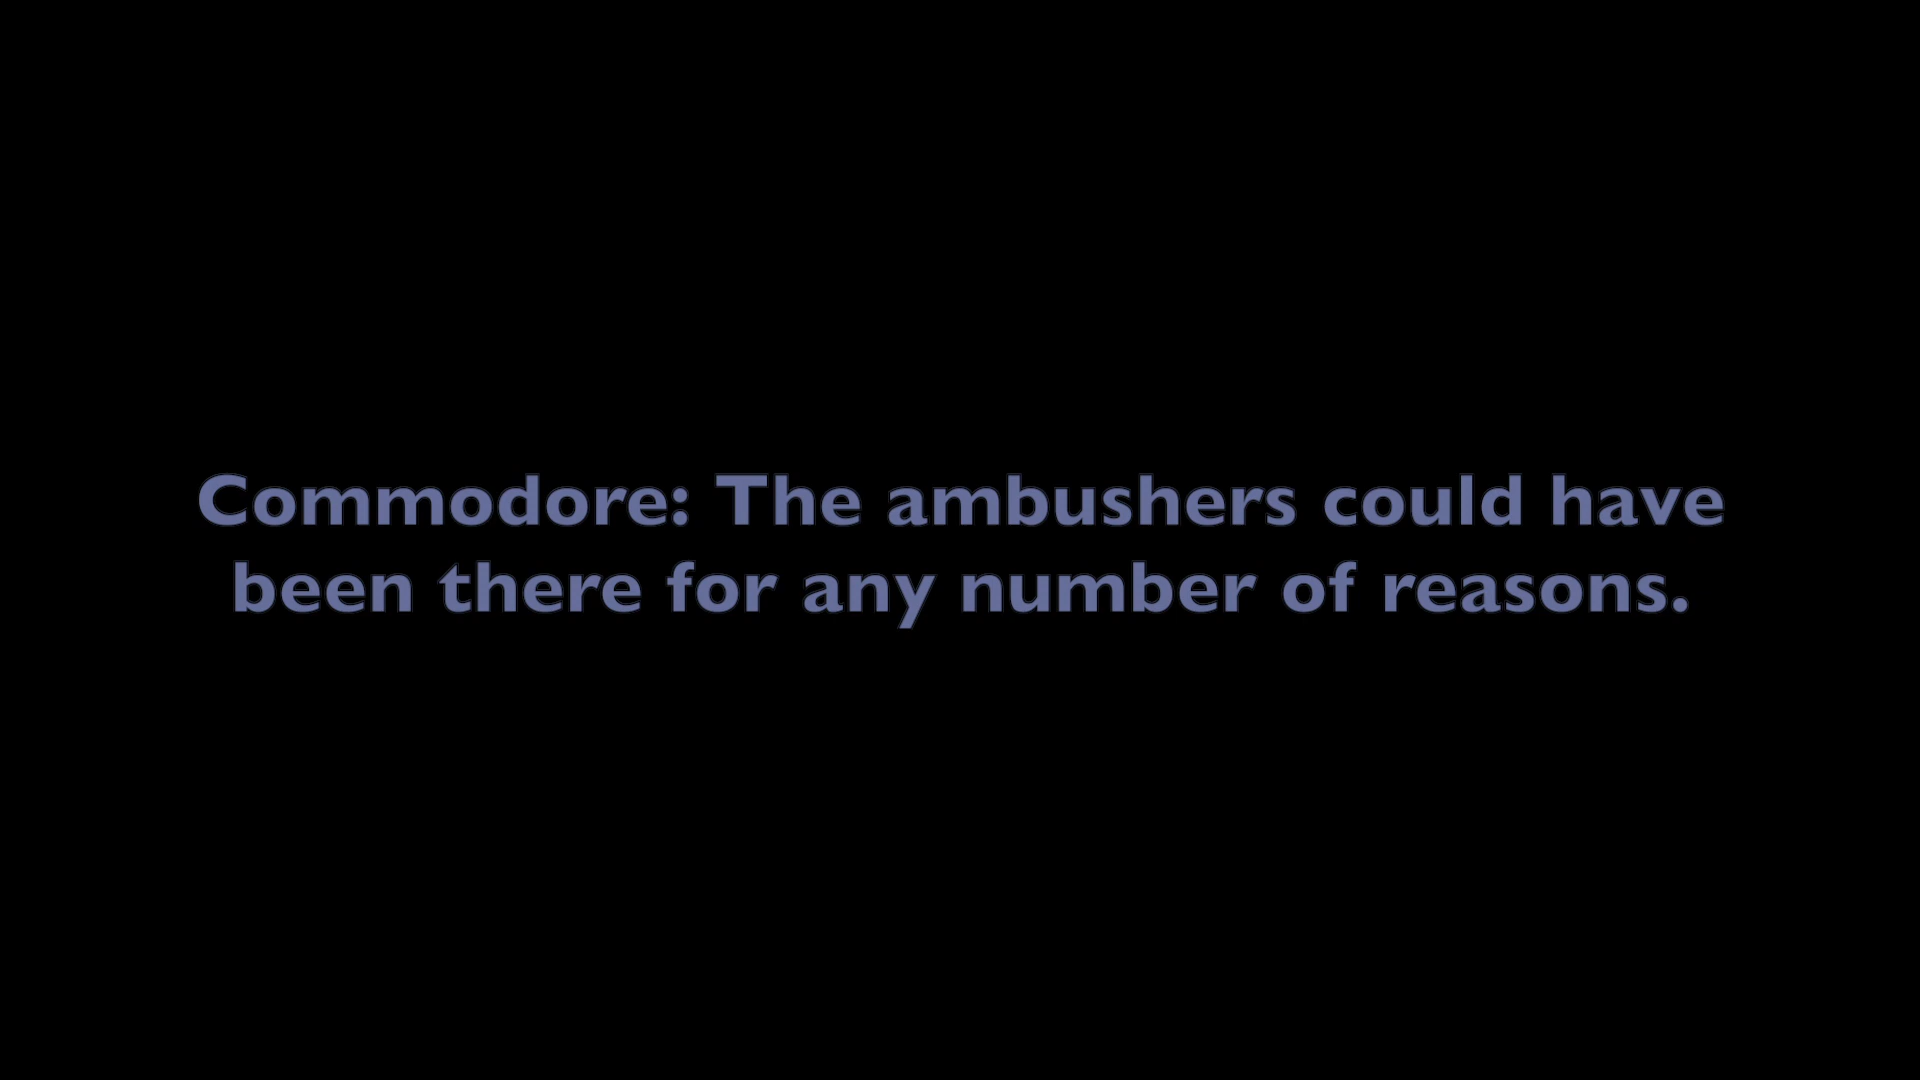 Commodore: The ambushers could have
been there for any number of reasons.